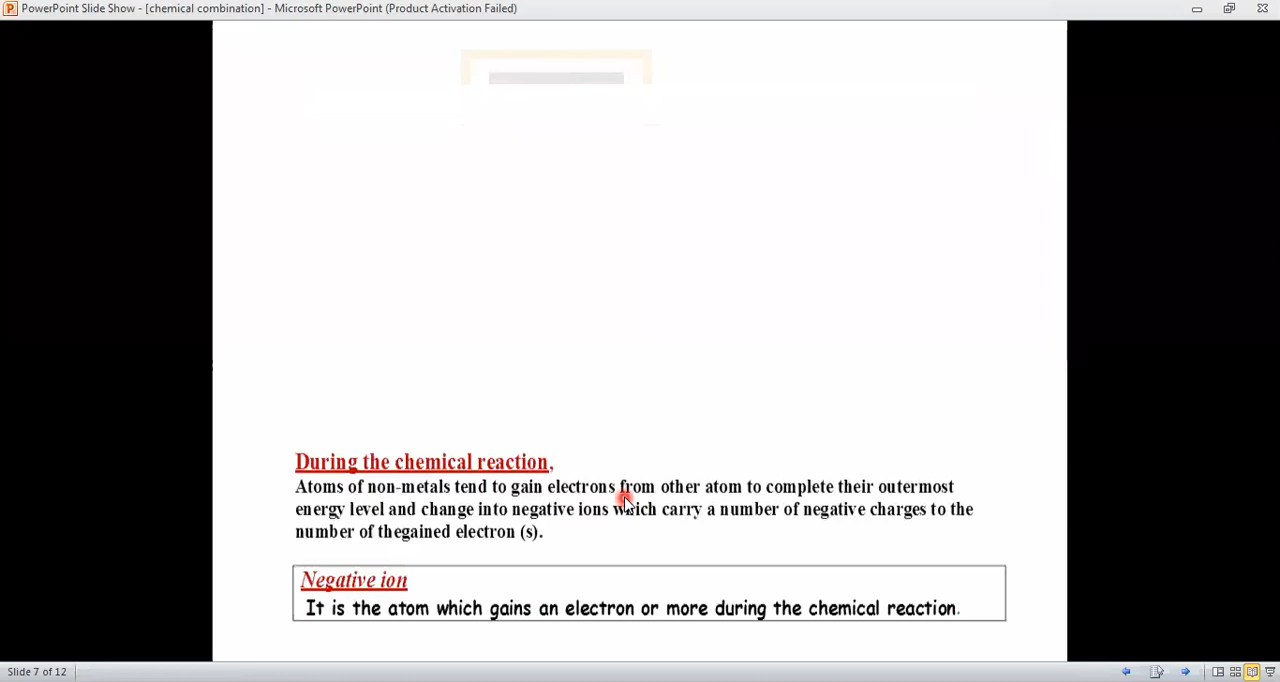 PowerPoint Slide Show - [chemical combination] - Microsoft PowerPoint (Product Activation Failed)
During the chemical reaction,
Atoms of non-metals tend to gain electrons from other atom to complete their outermost
energy level and change into negative ions which carry a number of negative charges to the
number of thegained electron (s).
Negative ion
It is the atom which gains an electron or more during the chemical reaction.
Slide 7 of 12